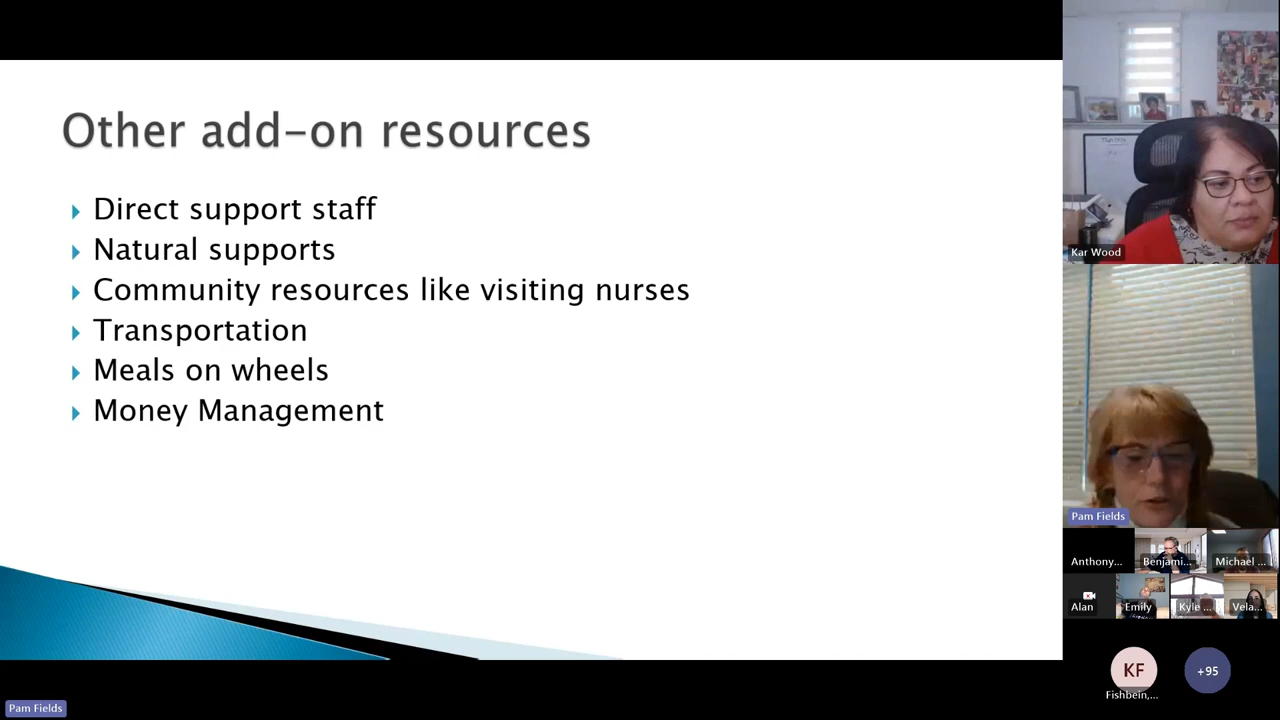 Other add-on resources
Direct support staff
Natural supports
Community resources like visiting nurses
Transportation
Meals on wheels
Money Management
Kar Wood
Pam Fields
Anthony...
Benjami...
Michael ...
Alan
Emily
Kyle ...
Vela...
KF
Fishbein,...
+95
Pam Fields